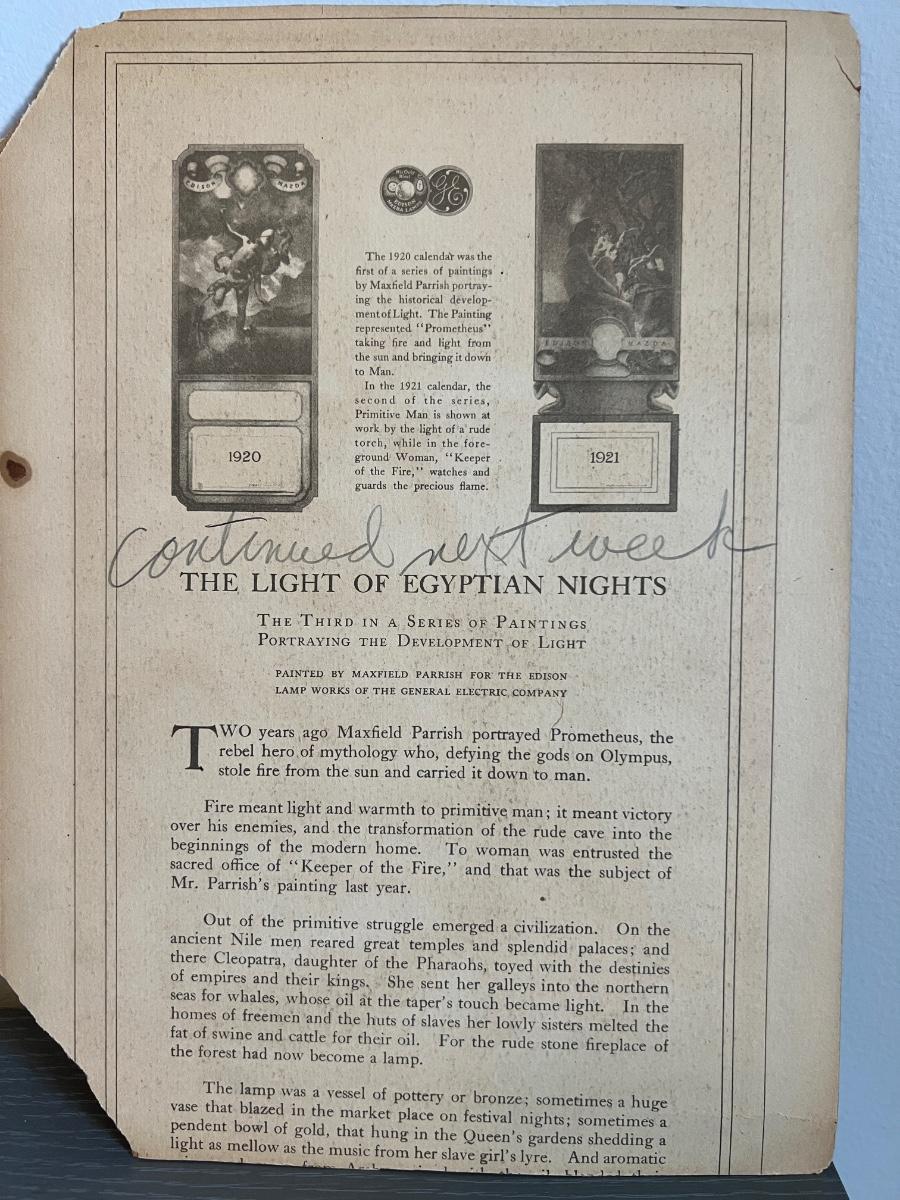 EDISON MAZDA
EDISON
MAZDA LAMPS
GE
EDISON MAZDA
The 1920 calendar was the
first of a series of paintings
by Maxfield Parrish portray-
ing the historical develop-
ment of Light. The Painting
represented "Prometheus"
taking fire and light from
the sun and bringing it down
to Man.
In the 1921 calendar, the
second of the series,
Primitive Man is shown at
work by the light of a rude
torch, while in the fore-
ground Woman, "Keeper
of the Fire," watches and
guards the precious flame.
1920
1921
continued next week
THE LIGHT OF EGYPTIAN NIGHTS
THE THIRD IN A SERIES OF PAINTINGS
PORTRAYING THE DEVELOPMENT OF LIGHT
PAINTED BY MAXFIELD PARRISH FOR THE EDISON
LAMP WORKS OF THE GENERAL ELECTRIC COMPANY
TWO years ago Maxfield Parrish portrayed Prometheus, the
rebel hero of mythology who, defying the gods on Olympus,
stole fire from the sun and carried it down to man.
Fire meant light and warmth to primitive man; it meant victory
over his enemies, and the transformation of the rude cave into the
beginnings of the modern home. To woman was entrusted the
sacred office of "Keeper of the Fire," and that was the subject of
Mr. Parrish's painting last year.
Out of the primitive struggle emerged a civilization. On the
ancient Nile men reared great temples and splendid palaces; and
there Cleopatra, daughter of the Pharaohs, toyed with the destinies
of empires and their kings. She sent her galleys into the northern
seas for whales, whose oil at the taper's touch became light. In the
homes of freemen and the huts of slaves her lowly sisters melted the
fat of swine and cattle for their oil. For the rude stone fireplace of
the forest had now become a lamp.
The lamp was a vessel of pottery or bronze; sometimes a huge
vase that blazed in the market place on festival nights; sometimes a
pendent bowl of gold, that hung in the Queen's gardens shedding a
light as mellow as the music from her slave girl's lyre. And aromatic